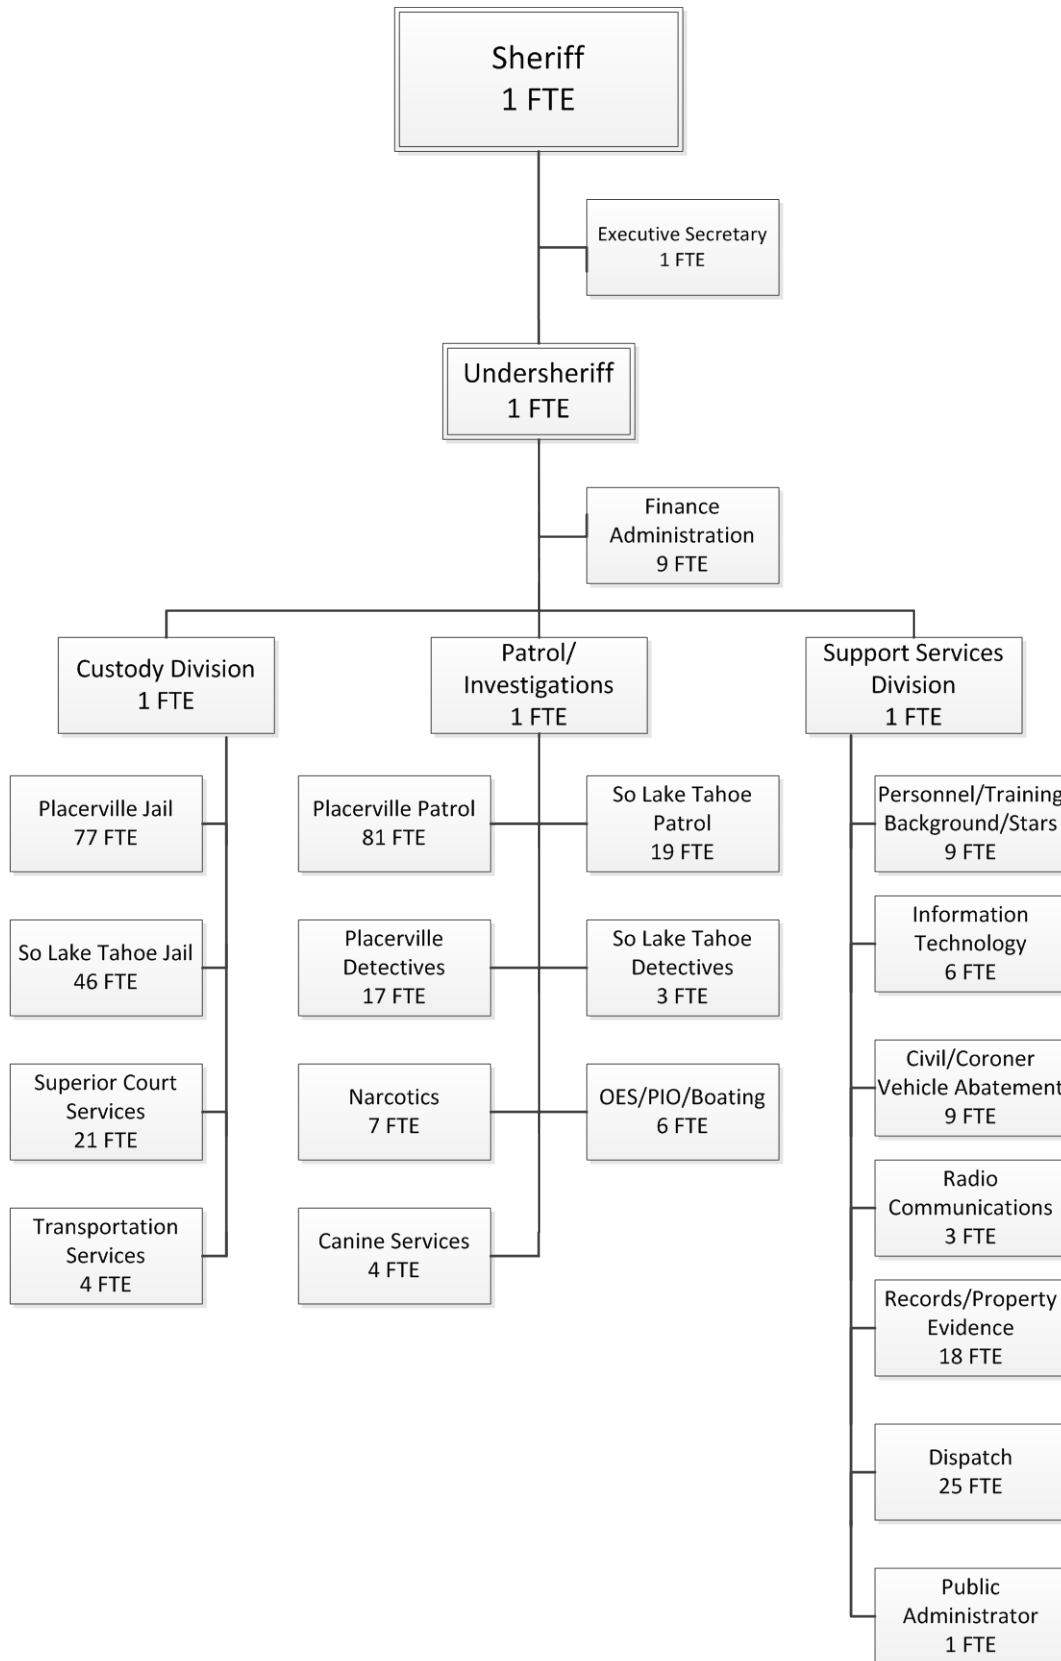 Sheriff
1 FTE
Executive Secretary
1 FTE
Undersheriff
1 FTE
Finance
Administration
9 FTE
Custody Division
1 FTE
Patrol/
Investigations
1 FTE
Support Services
Division
1 FTE
Placerville Jail
77 FTE
So Lake Tahoe Jail
46 FTE
Superior Court
Services
21 FTE
Transportation
Services
4 FTE
Placerville Patrol
81 FTE
So Lake Tahoe
Patrol
19 FTE
Placerville
Detectives
17 FTE
So Lake Tahoe
Detectives
3 FTE
Narcotics
7 FTE
OES/PIO/Boating
6 FTE
Canine Services
4 FTE
Personnel/Training
Background/Stars
9 FTE
Information
Technology
6 FTE
Civil/Coroner
Vehicle Abatement
9 FTE
Radio
Communications
3 FTE
Records/Property
Evidence
18 FTE
Dispatch
25 FTE
Public
Administrator
1 FTE